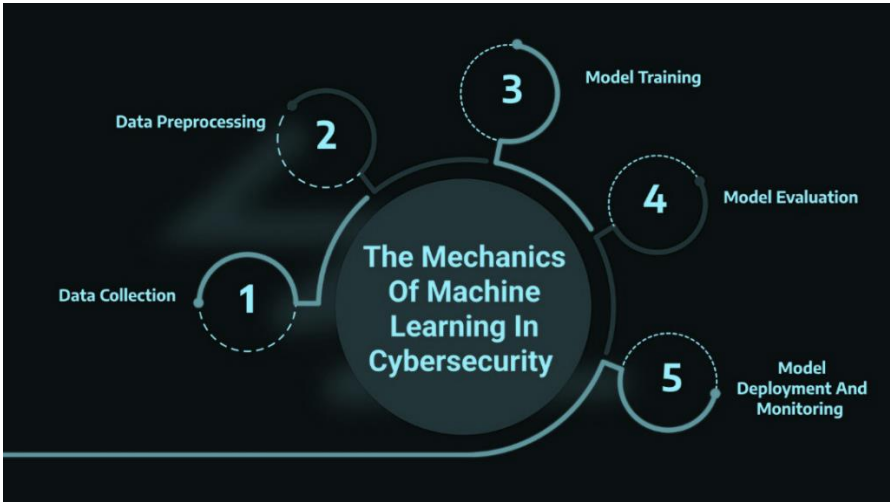 The Mechanics
Of Machine
Learning In
Cybersecurity
1
Data Collection
2
Data Preprocessing
3
Model Training
4
Model Evaluation
5
Model
Deployment And
Monitoring